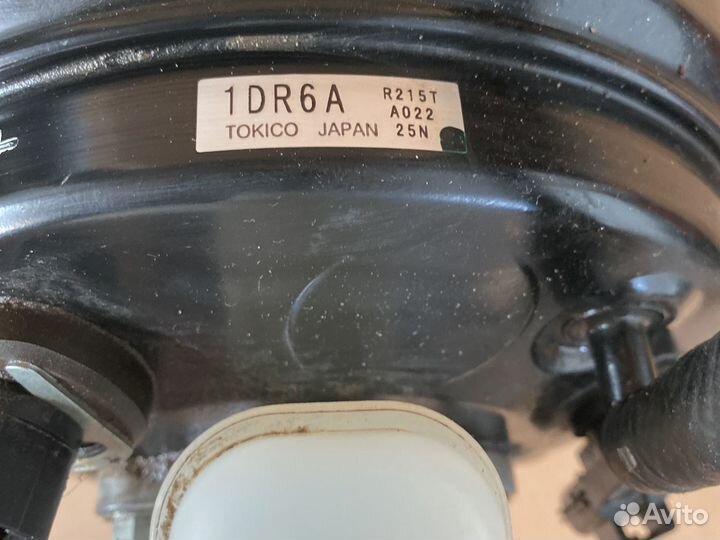 1DR6A R215T
A022
TOKICO JAPAN 25N
Avito